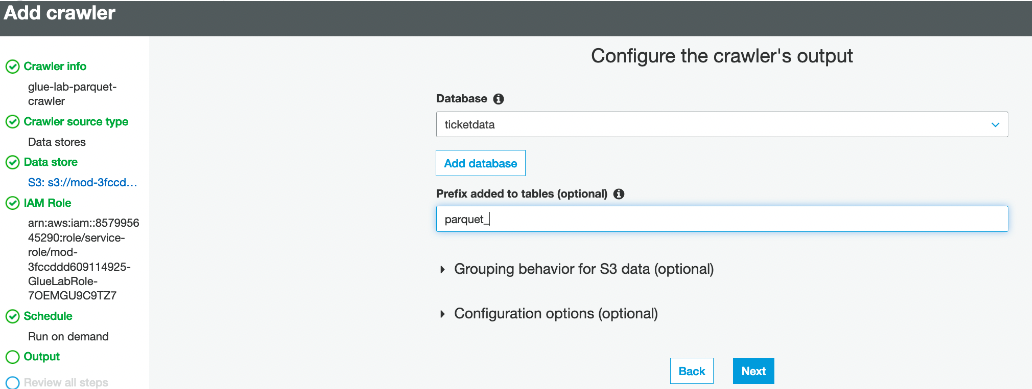 Add crawler
Crawler info
glue-lab-parquet-
crawler
Crawler source type
Data stores
Data store
S3: s3://mod-3fccd...
IAM Role
arn:aws:iam::8579956
45290:role/service-
role/mod-
3fccddd609114925-
GlueLabRole-
7OEMGU9C9TZ7
Schedule
Run on demand
Output
Review all steps
Configure the crawler's output
Database
ticketdata
Add database
Prefix added to tables (optional)
parquet_
Grouping behavior for S3 data (optional)
Configuration options (optional)
Back
Next